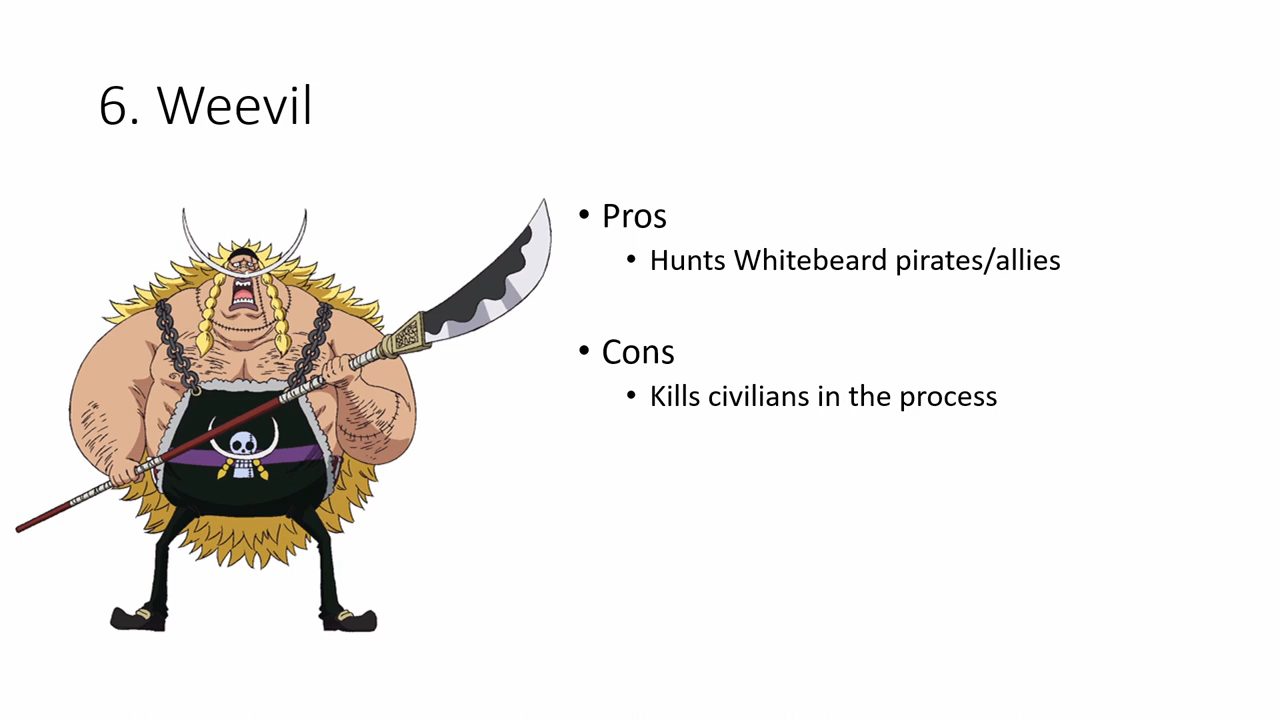 6. Weevil
• Pros
• Hunts Whitebeard pirates/allies
• Cons
• Kills civilians in the process